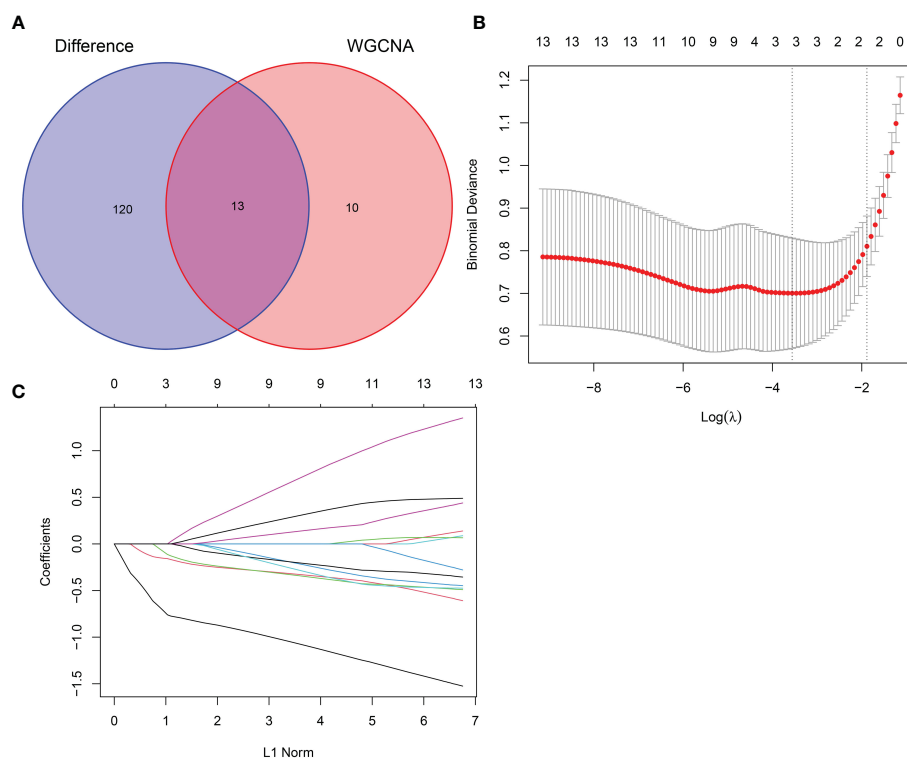 A
Difference
WGCNA
120
13
10
B
13 13 13 13 11 10 9 9 4 3 3 2 2 2 0
Binomial Deviance
1.2
1.1
1.0
0.9
0.8
0.7
0.6
−8 −6 −4 −2
Log(λ)
C
0 3 9 9 9 11 13 13
Coefficients
1.0
0.5
0.0
−0.5
−1.0
−1.5
0 1 2 3 4 5 6 7
L1 Norm